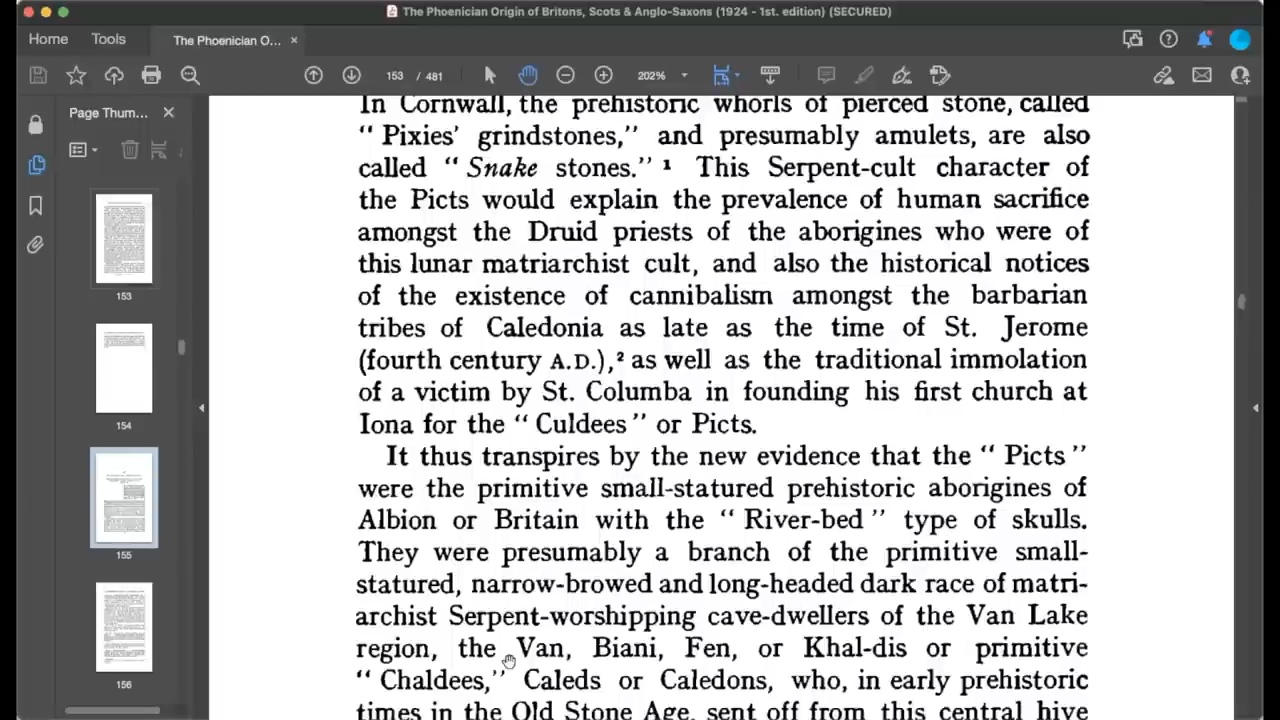 The Phoenician Origin of Britons, Scots & Anglo-Saxons (1924 - 1st. edition) (SECURED)
Home Tools The Phoenician O... ×
153 / 481 202%
Page Thum...
153
154
155
156
In Cornwall, the prehistoric whorls of pierced stone, called
“ Pixies' grindstones,” and presumably amulets, are also
called “ Snake stones.” ¹ This Serpent-cult character of
the Picts would explain the prevalence of human sacrifice
amongst the Druid priests of the aborigines who were of
this lunar matriarchist cult, and also the historical notices
of the existence of cannibalism amongst the barbarian
tribes of Caledonia as late as the time of St. Jerome
(fourth century A.D.),² as well as the traditional immolation
of a victim by St. Columba in founding his first church at
Iona for the “ Culdees ” or Picts.
It thus transpires by the new evidence that the “ Picts ”
were the primitive small-statured prehistoric aborigines of
Albion or Britain with the “ River-bed ” type of skulls.
They were presumably a branch of the primitive small-
statured, narrow-browed and long-headed dark race of matri-
archist Serpent-worshipping cave-dwellers of the Van Lake
region, the Van, Biani, Fen, or Khal-dis or primitive
“ Chaldees,” Caleds or Caledons, who, in early prehistoric
times in the Old Stone Age, sent off from this central hive